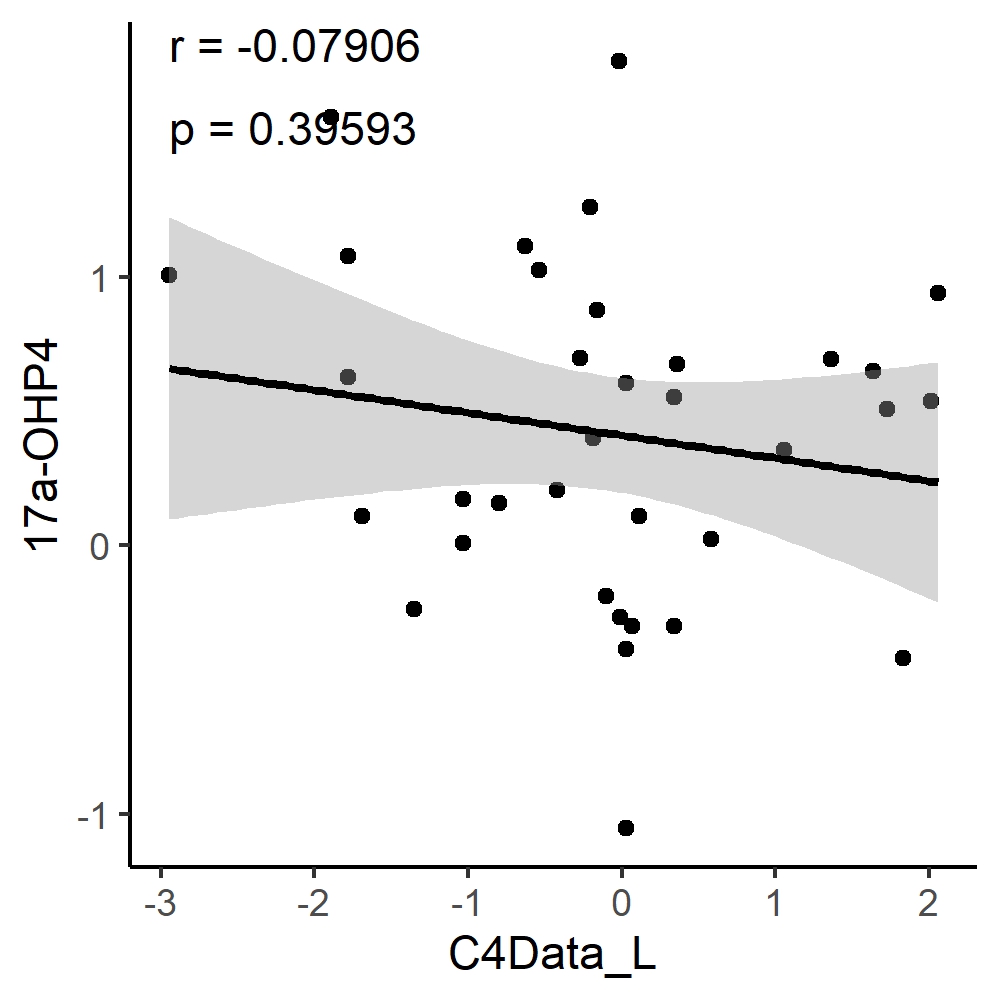 r = -0.07906
p = 0.39593
17a-OHP4
1
0
-1
-3 -2 -1 0 1 2
C4Data_L